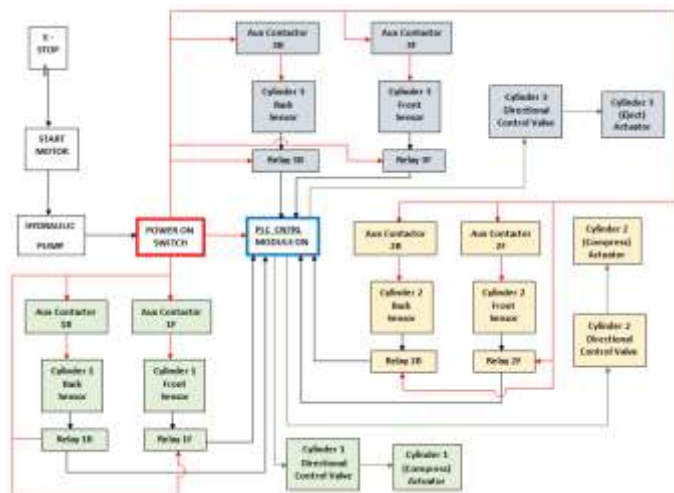 E -
STOP
START
MOTOR
HYDRAULIC
PUMP
POWER ON
SWITCH
PLC CNTRL
MODULE ON
Aux Contactor
3B
Aux Contactor
3F
Cylinder 3
Back
Sensor
Cylinder 3
Front
Sensor
Relay 3B
Relay 3F
Cylinder 3
Directional
Control Valve
Cylinder 3
(Eject)
Actuator
Aux Contactor
2B
Aux Contactor
2F
Cylinder 2
Back
Sensor
Cylinder 2
Front
Sensor
Relay 2B
Relay 2F
Cylinder 2
(Compress)
Actuator
Cylinder 2
Directional
Control Valve
Aux Contactor
1B
Aux Contactor
1F
Cylinder 1
Back
Sensor
Cylinder 1
Front
Sensor
Relay 1B
Relay 1F
Cylinder 1
Directional
Control Valve
Cylinder 1
(Compress)
Actuator